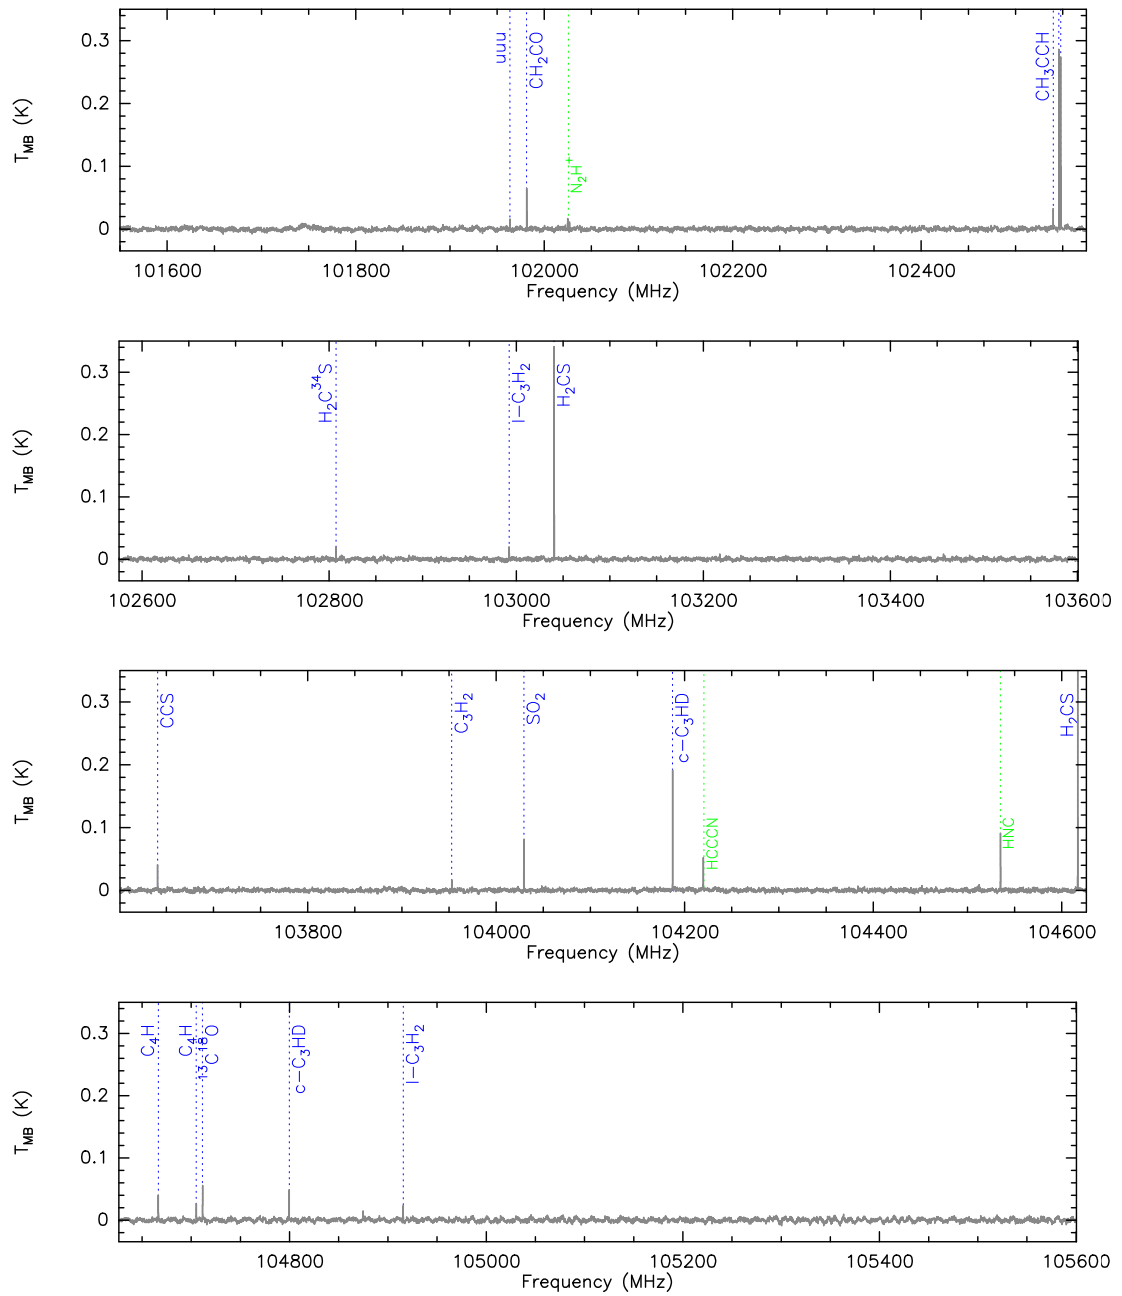 0.3
0.2
0.1
0
T_MB (K)
uuu
CH₂CO
N₂H⁺
CH₃CCH
101600 101800 102000 102200 102400
Frequency (MHz)
0.3
0.2
0.1
0
T_MB (K)
H₂C³⁴S
l−C₃H₂
H₂CS
102600 102800 103000 103200 103400 103600
Frequency (MHz)
0.3
0.2
0.1
0
T_MB (K)
CCS
C₃H₂
SO₂
c−C₃HD
HCCCN
HNC
H₂CS
103800 104000 104200 104400 104600
Frequency (MHz)
0.3
0.2
0.1
0
T_MB (K)
C₄H
C₄H
¹³C¹⁸O
c−C₃HD
l−C₃H₂
104800 105000 105200 105400 105600
Frequency (MHz)